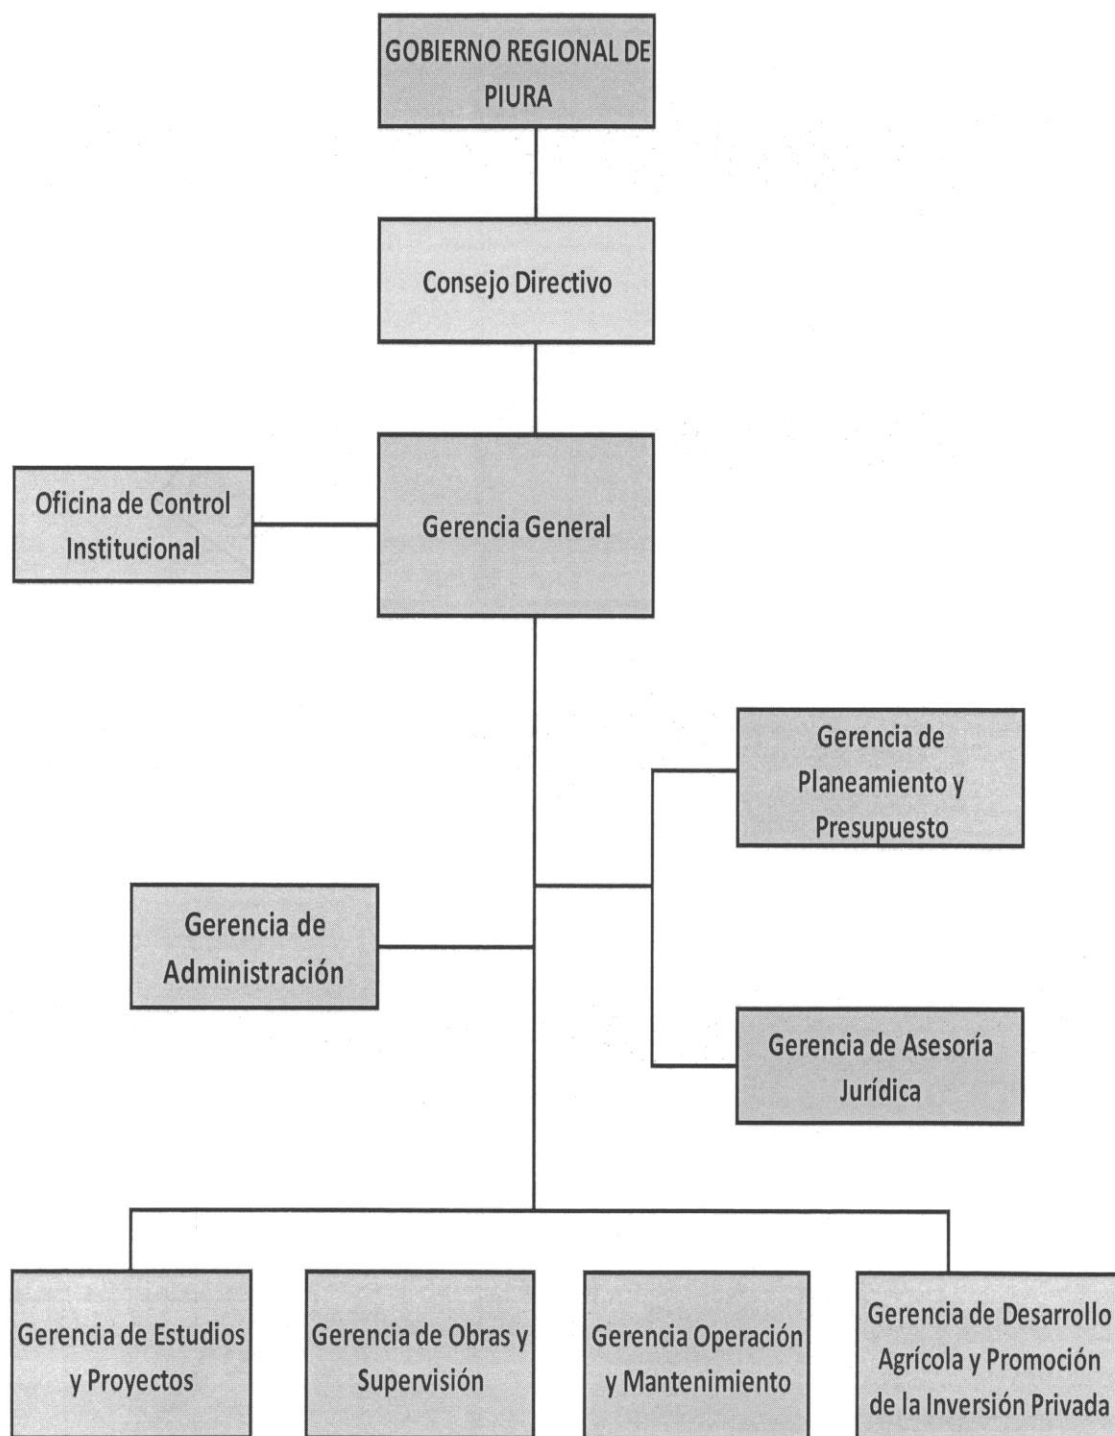 GOBIERNO REGIONAL DE
PIURA
Consejo Directivo
Oficina de Control
Institucional
Gerencia General
Gerencia de
Planeamiento y
Presupuesto
Gerencia de
Administración
Gerencia de Asesoría
Jurídica
Gerencia de Estudios
y Proyectos
Gerencia de Obras y
Supervisión
Gerencia Operación
y Mantenimiento
Gerencia de Desarrollo
Agrícola y Promoción
de la Inversión Privada